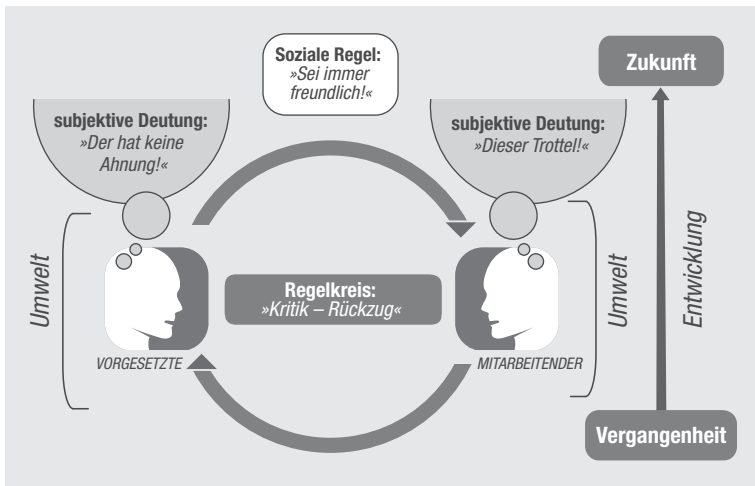 Soziale Regel:
»Sei immer
freundlich!«
Zukunft
subjektive Deutung:
»Der hat keine
Ahnung!«
subjektive Deutung:
»Dieser Trottel!«
Umwelt
Regelkreis:
»Kritik – Rückzug«
Umwelt
Entwicklung
VORGESETZTE
MITARBEITENDER
Vergangenheit